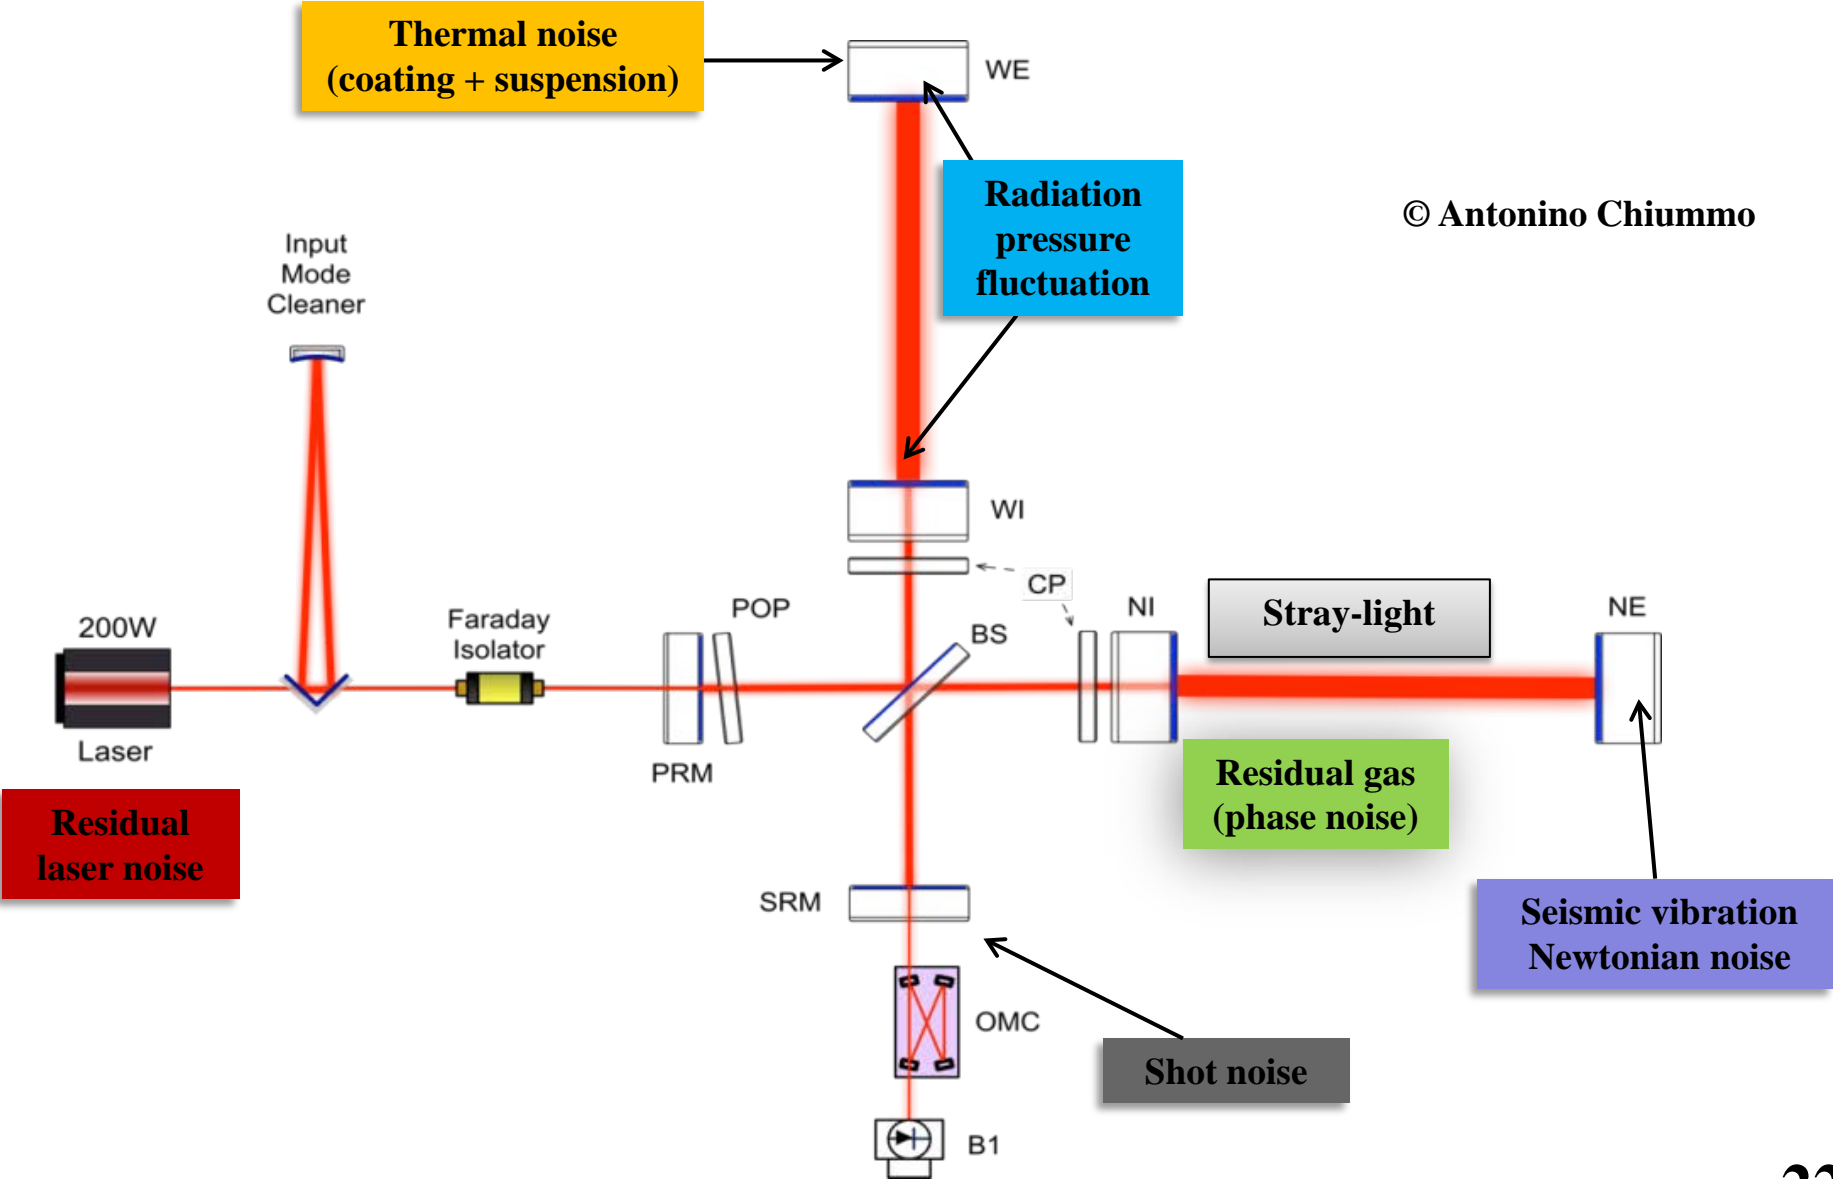 Thermal noise
(coating + suspension)
WE
Radiation
pressure
fluctuation
© Antonino Chiummo
Input
Mode
Cleaner
WI
CP
200W
Laser
Faraday
Isolator
POP
PRM
BS
NI
Stray-light
NE
Residual gas
(phase noise)
Residual
laser noise
SRM
Seismic vibration
Newtonian noise
OMC
Shot noise
B1